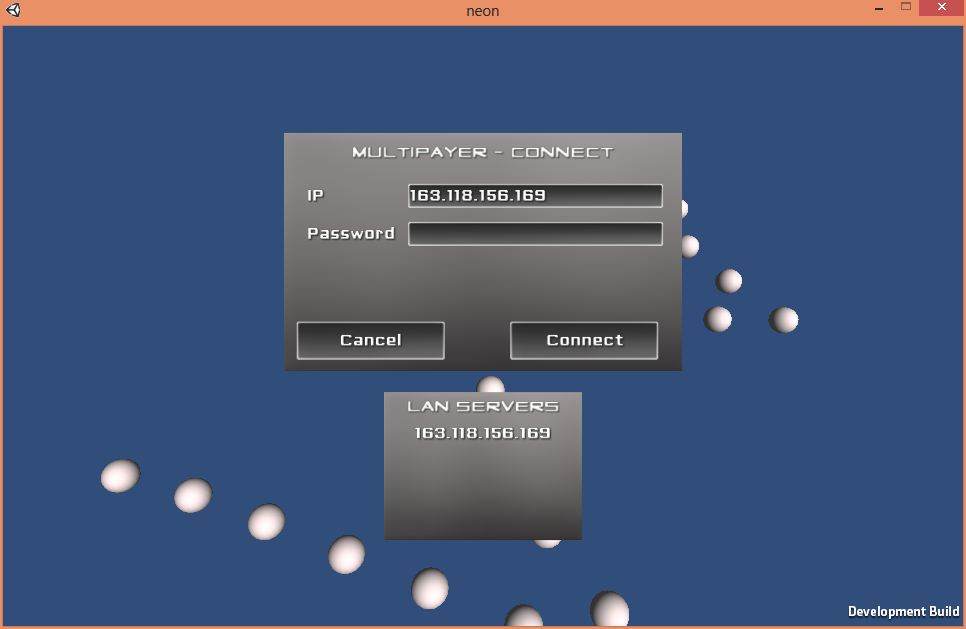 neon
MULTIPAYER - CONNECT
IP 163.118.156.169
Password
Cancel Connect
LAN SERVERS
163.118.156.169
Development Build